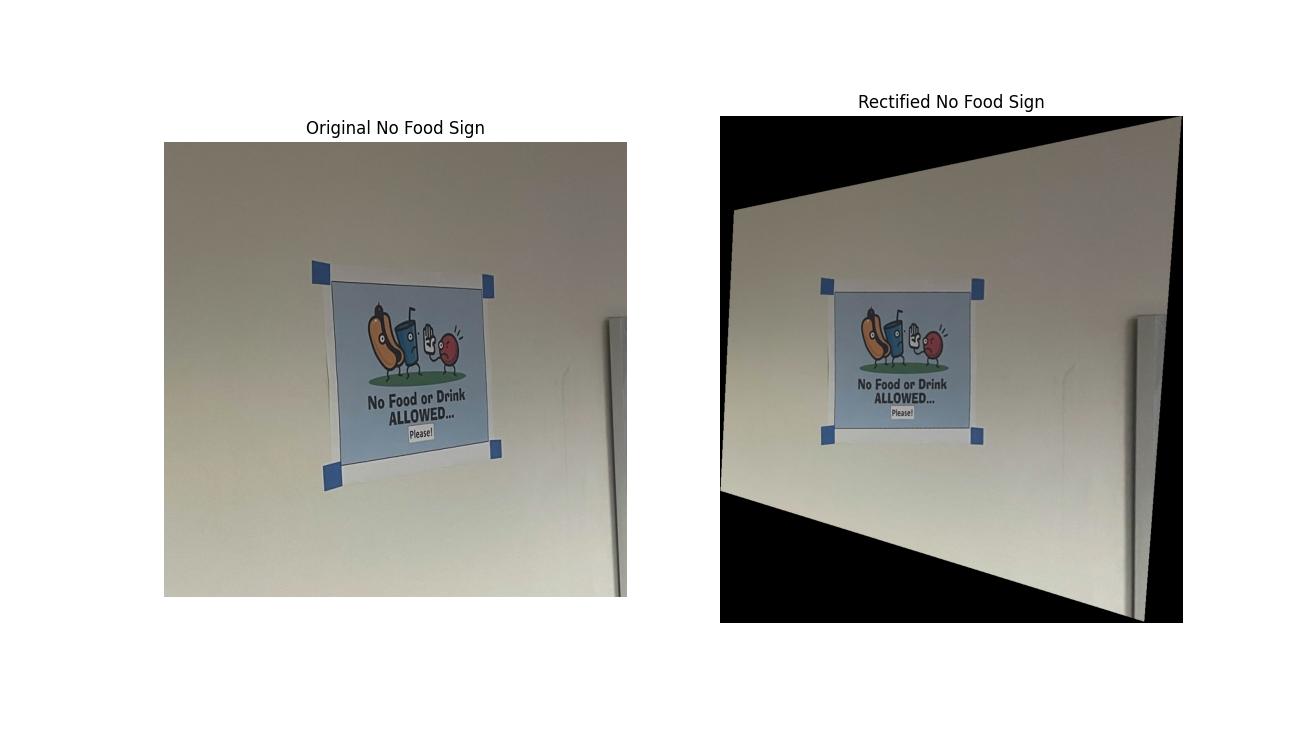 Original No Food Sign
No Food or Drink
ALLOWED...
Please!
Rectified No Food Sign
No Food or Drink
ALLOWED...
Please!